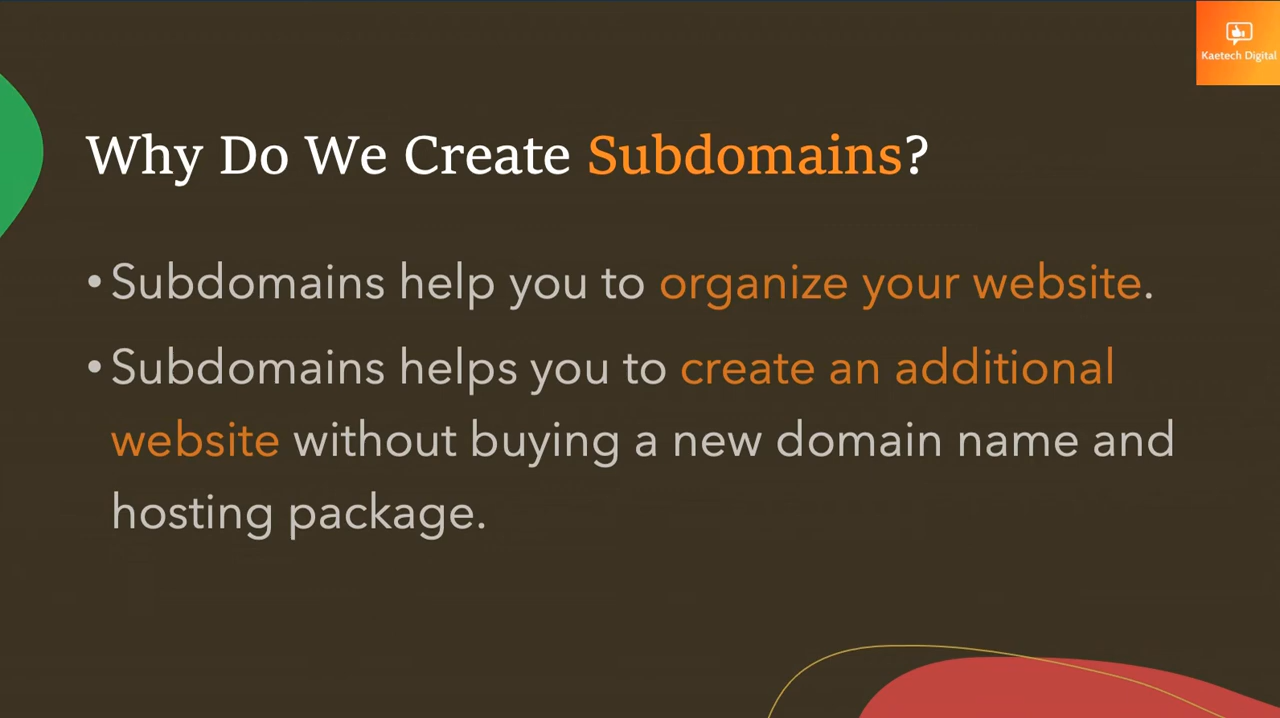 Kaetech Digital
Why Do We Create Subdomains?
• Subdomains help you to organize your website.
• Subdomains helps you to create an additional
website without buying a new domain name and
hosting package.